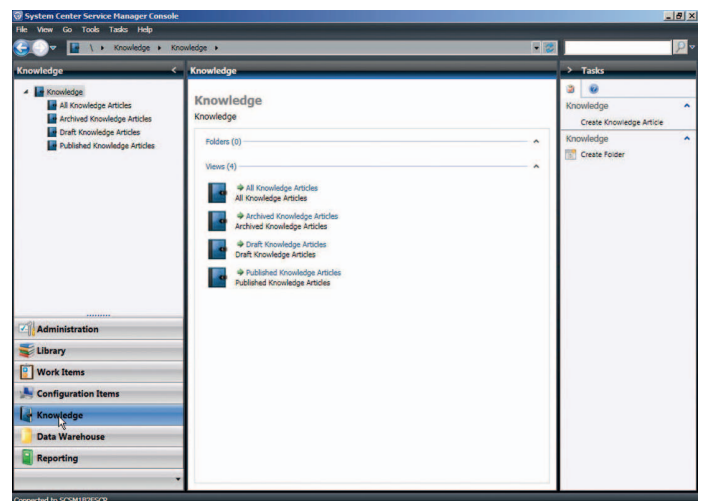 System Center Service Manager Console
File View Go Tools Tasks Help
\ Knowledge Knowledge
Knowledge <
Knowledge
All Knowledge Articles
Archived Knowledge Articles
Draft Knowledge Articles
Published Knowledge Articles
Administration
Library
Work Items
Configuration Items
Knowledge
Data Warehouse
Reporting
Knowledge
Knowledge
Knowledge
Folders (0)
Views (4)
All Knowledge Articles
All Knowledge Articles
Archived Knowledge Articles
Archived Knowledge Articles
Draft Knowledge Articles
Draft Knowledge Articles
Published Knowledge Articles
Published Knowledge Articles
> Tasks
Knowledge
Create Knowledge Article
Knowledge
Create Folder
Connected to